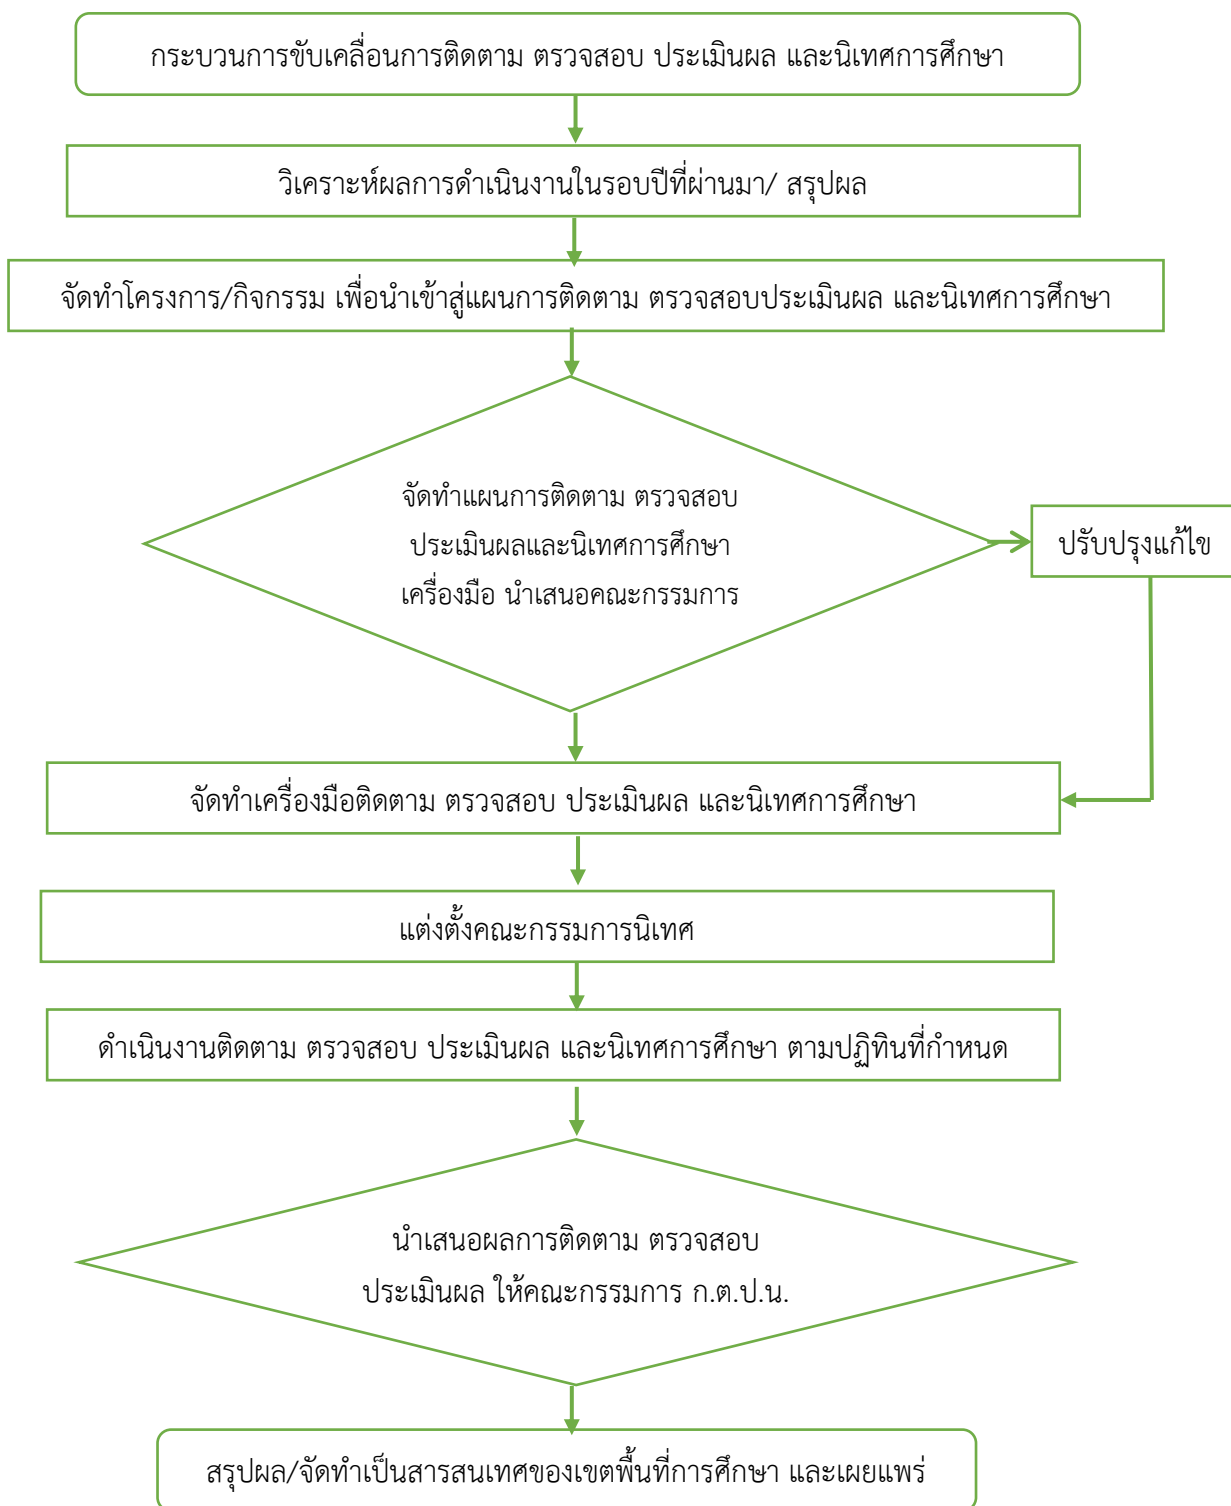 กระบวนการขับเคลื่อนการติดตาม ตรวจสอบ ประเมินผล และนิเทศการศึกษา
วิเคราะห์ผลการดำเนินงานในรอบปีที่ผ่านมา/ สรุปผล
จัดทำโครงการ/กิจกรรม เพื่อนำเข้าสู่แผนการติดตาม ตรวจสอบประเมินผล และนิเทศการศึกษา
จัดทำแผนการติดตาม ตรวจสอบ
ประเมินผลและนิเทศการศึกษา
เครื่องมือ นำเสนอคณะกรรมการ
ปรับปรุงแก้ไข
จัดทำเครื่องมือติดตาม ตรวจสอบ ประเมินผล และนิเทศการศึกษา
แต่งตั้งคณะกรรมการนิเทศ
ดำเนินงานติดตาม ตรวจสอบ ประเมินผล และนิเทศการศึกษา ตามปฏิทินที่กำหนด
นำเสนอผลการติดตาม ตรวจสอบ
ประเมินผล ให้คณะกรรมการ ก.ต.ป.น.
สรุปผล/จัดทำเป็นสารสนเทศของเขตพื้นที่การศึกษา และเผยแพร่